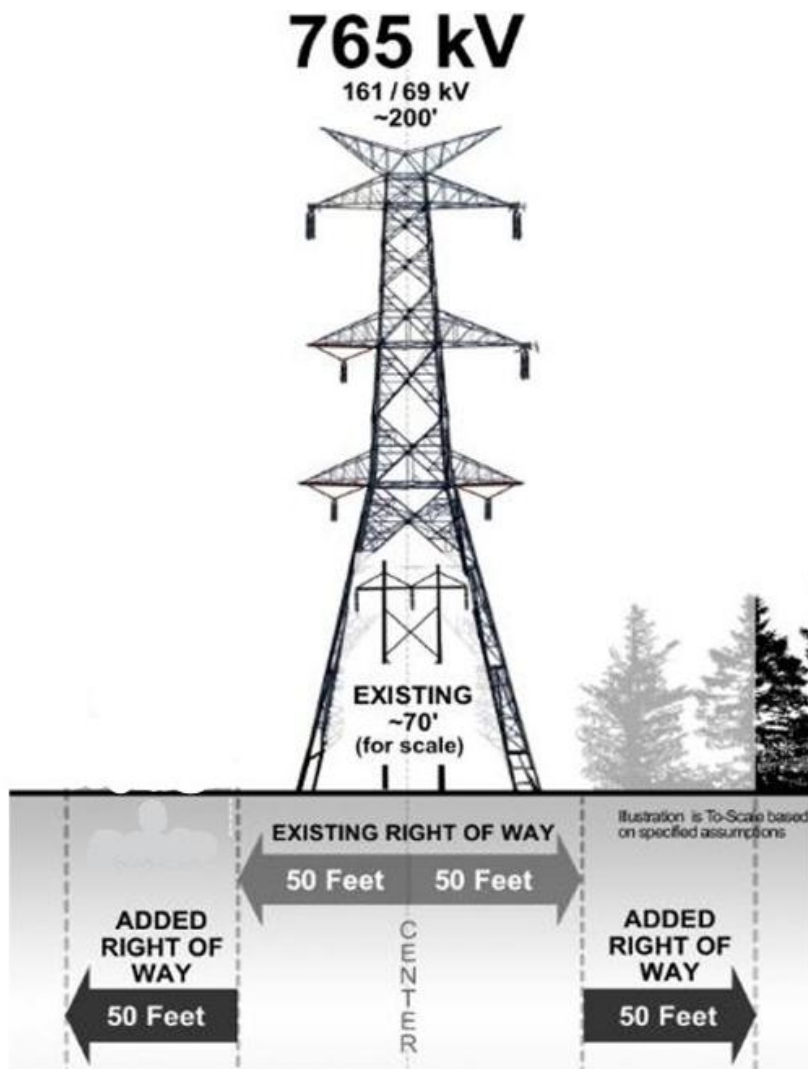 765 kV
161 / 69 kV
~200'
EXISTING
~70'
(for scale)
Illustration is To-Scale based
on specified assumptions
EXISTING RIGHT OF WAY
50 Feet 50 Feet
CENTER
ADDED
RIGHT OF
WAY
50 Feet
ADDED
RIGHT OF
WAY
50 Feet